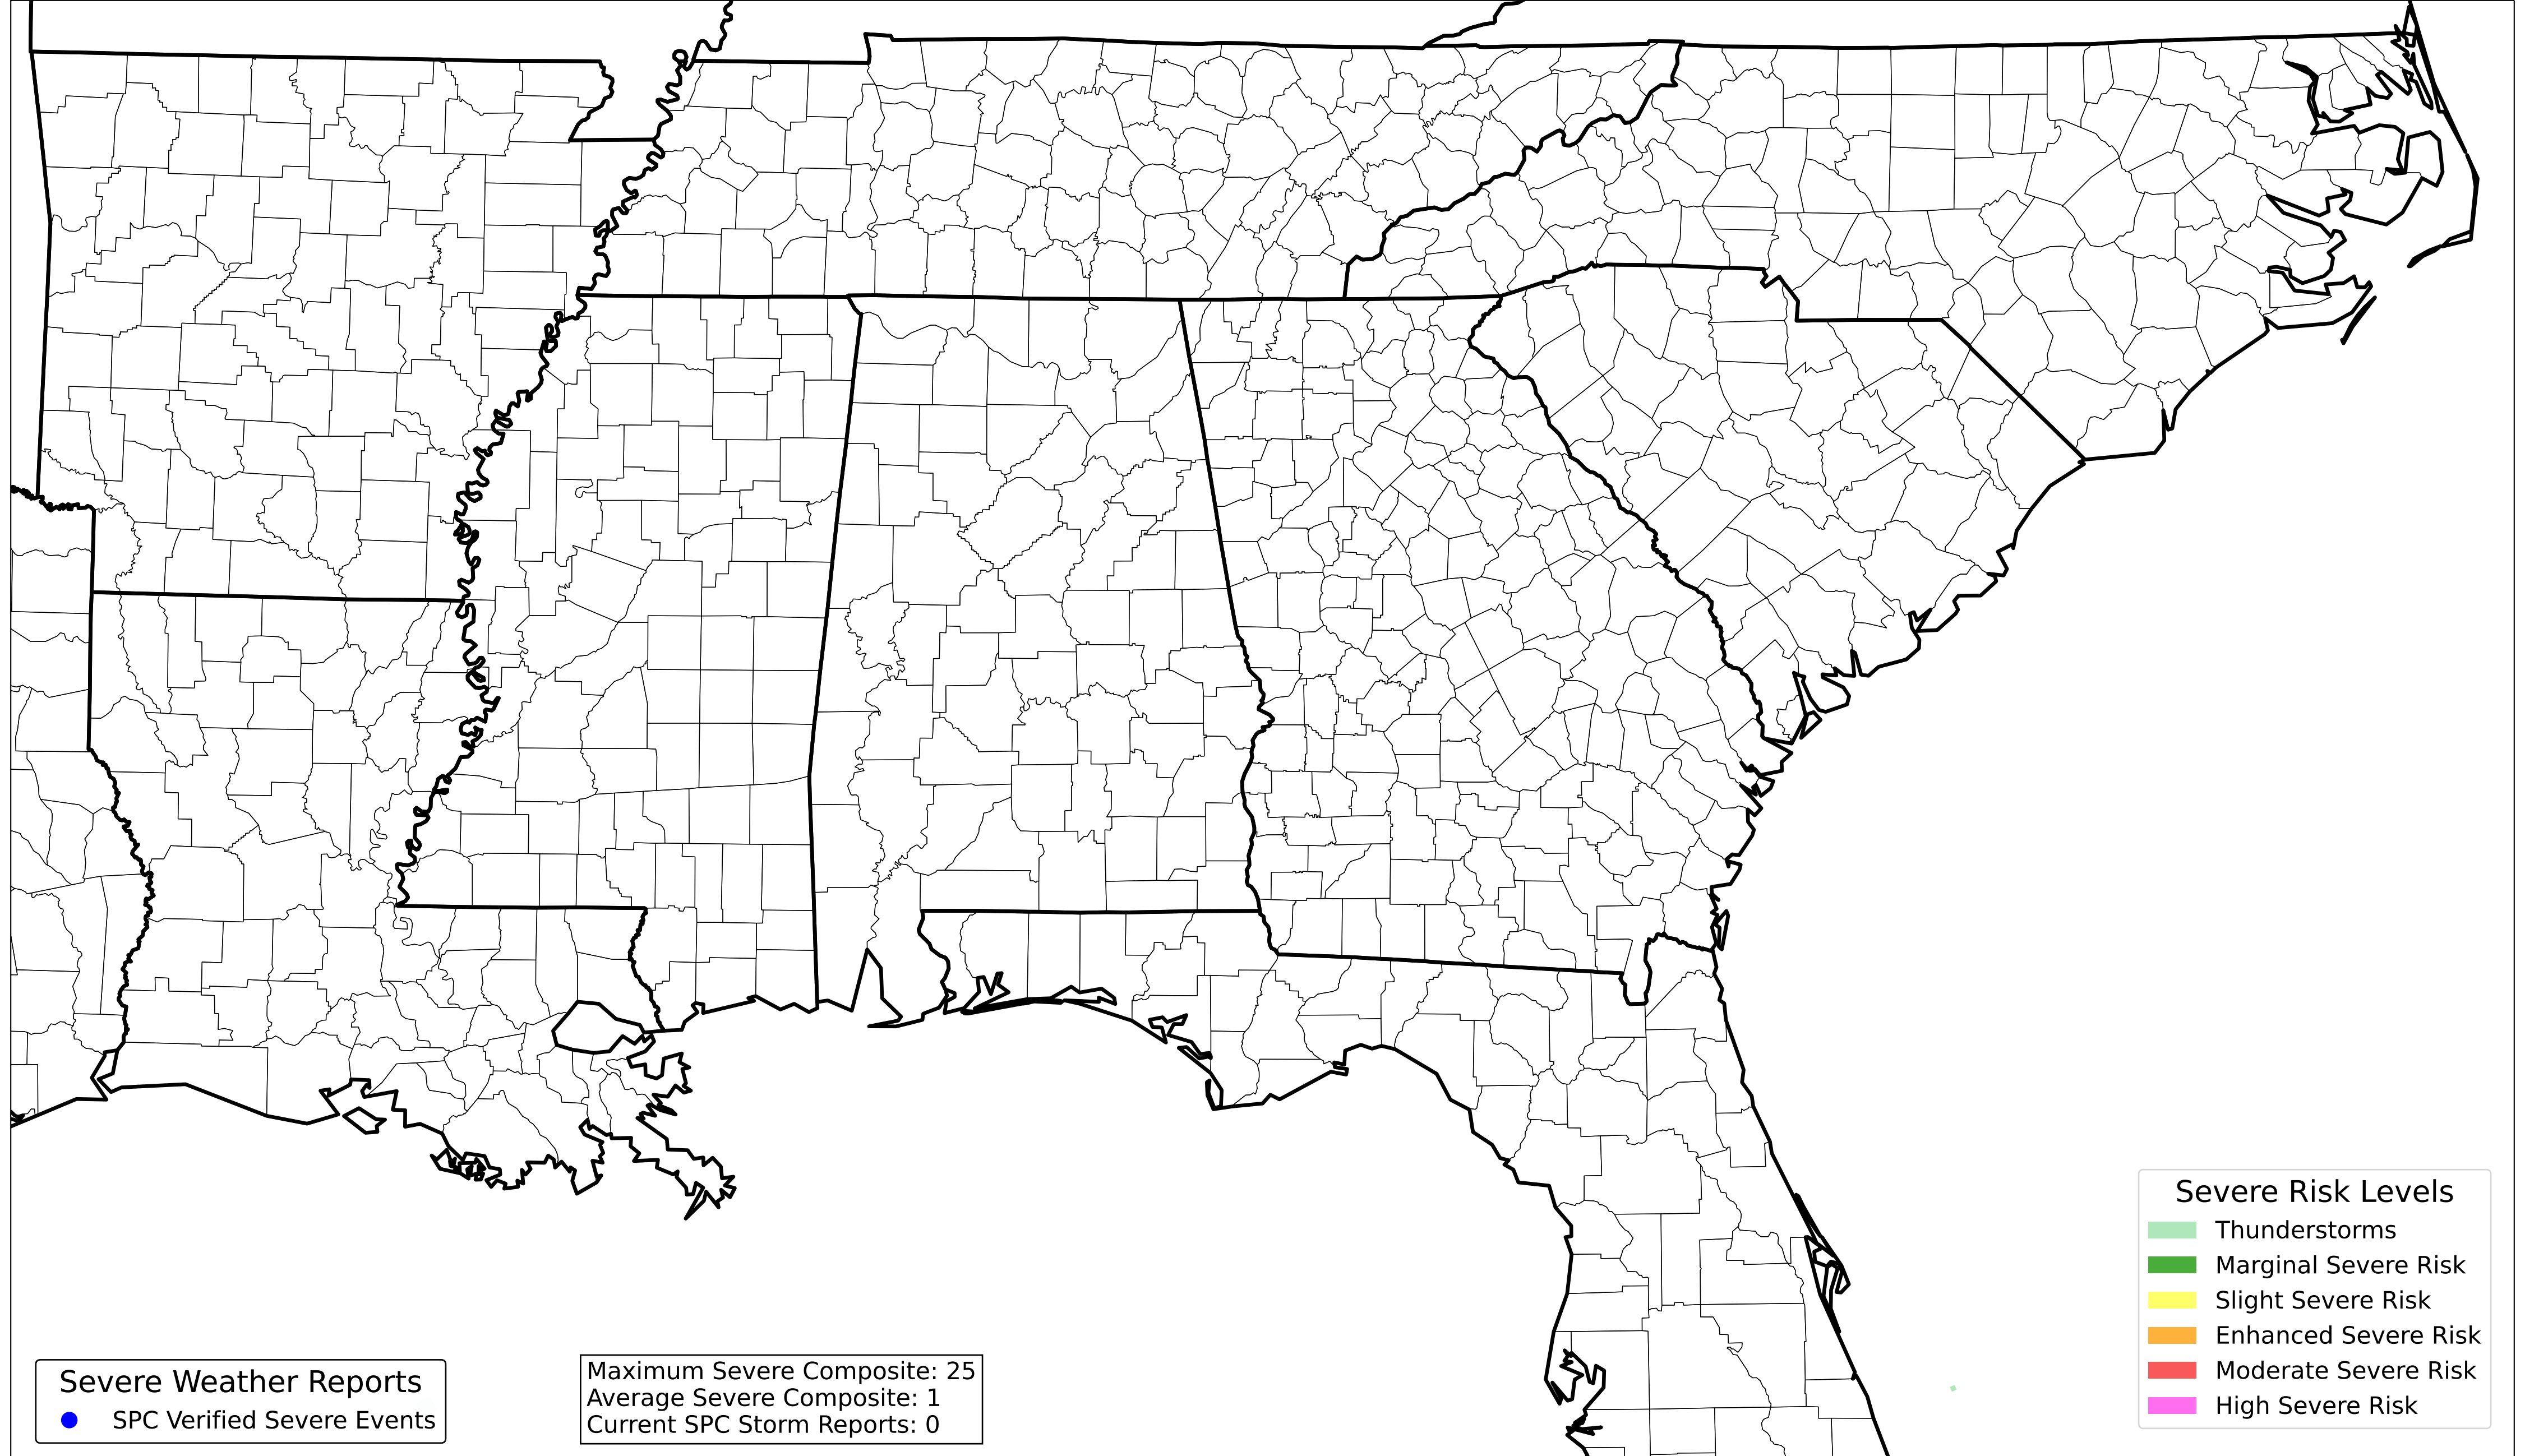 Severe Weather Reports
SPC Verified Severe Events
Maximum Severe Composite: 25
Average Severe Composite: 1
Current SPC Storm Reports: 0
Severe Risk Levels
Thunderstorms
Marginal Severe Risk
Slight Severe Risk
Enhanced Severe Risk
Moderate Severe Risk
High Severe Risk